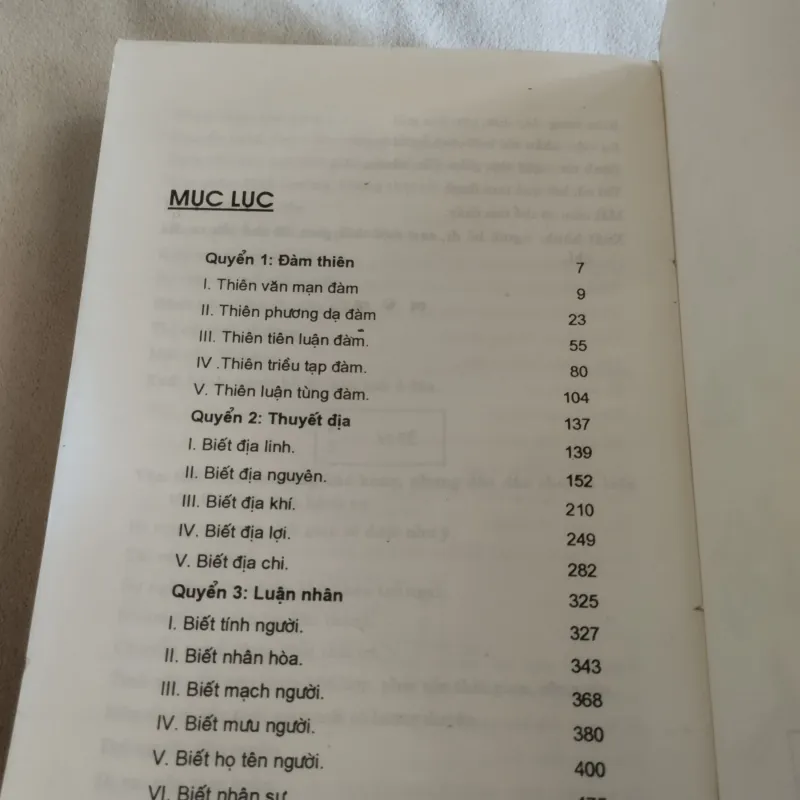 MỤC LỤC
Quyển 1: Đàm thiên 7
I. Thiên văn mạn đàm 9
II. Thiên phương dạ đàm 23
III. Thiên tiên luận đàm. 55
IV .Thiên triều tạp đàm. 80
V. Thiên luận tùng đàm. 104
Quyển 2: Thuyết địa 137
I. Biết địa linh. 139
II. Biết địa nguyên. 152
III. Biết địa khí. 210
IV. Biết địa lợi. 249
V. Biết địa chi. 282
Quyển 3: Luận nhân 325
I. Biết tính người. 327
II. Biết nhân hòa. 343
III. Biết mạch người. 368
IV. Biết mưu người. 380
V. Biết họ tên người. 400
VI. Biết nhân sự